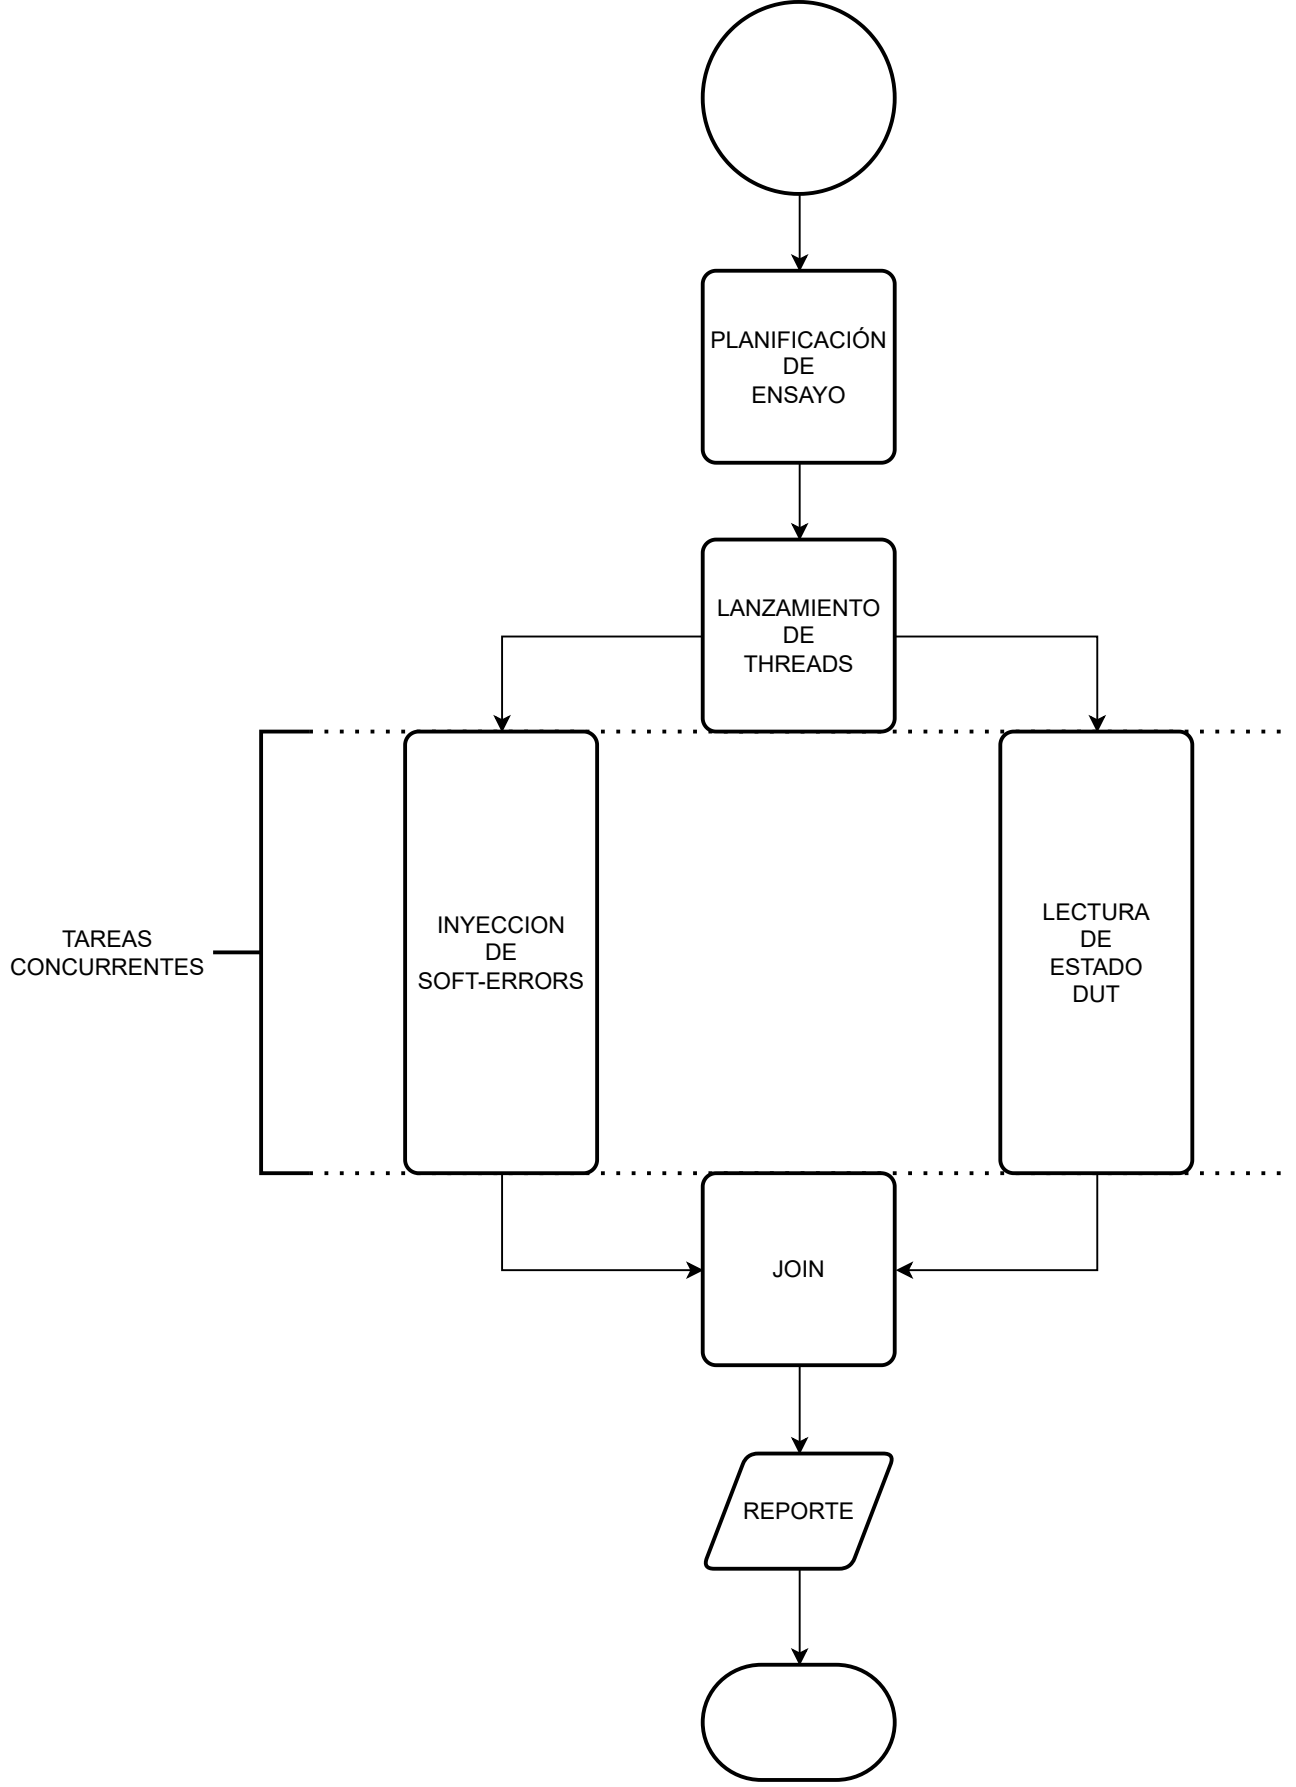 PLANIFICACIÓN
DE
ENSAYO
LANZAMIENTO
DE
THREADS
TAREAS
CONCURRENTES
INYECCION
DE
SOFT-ERRORS
LECTURA
DE
ESTADO
DUT
JOIN
REPORTE